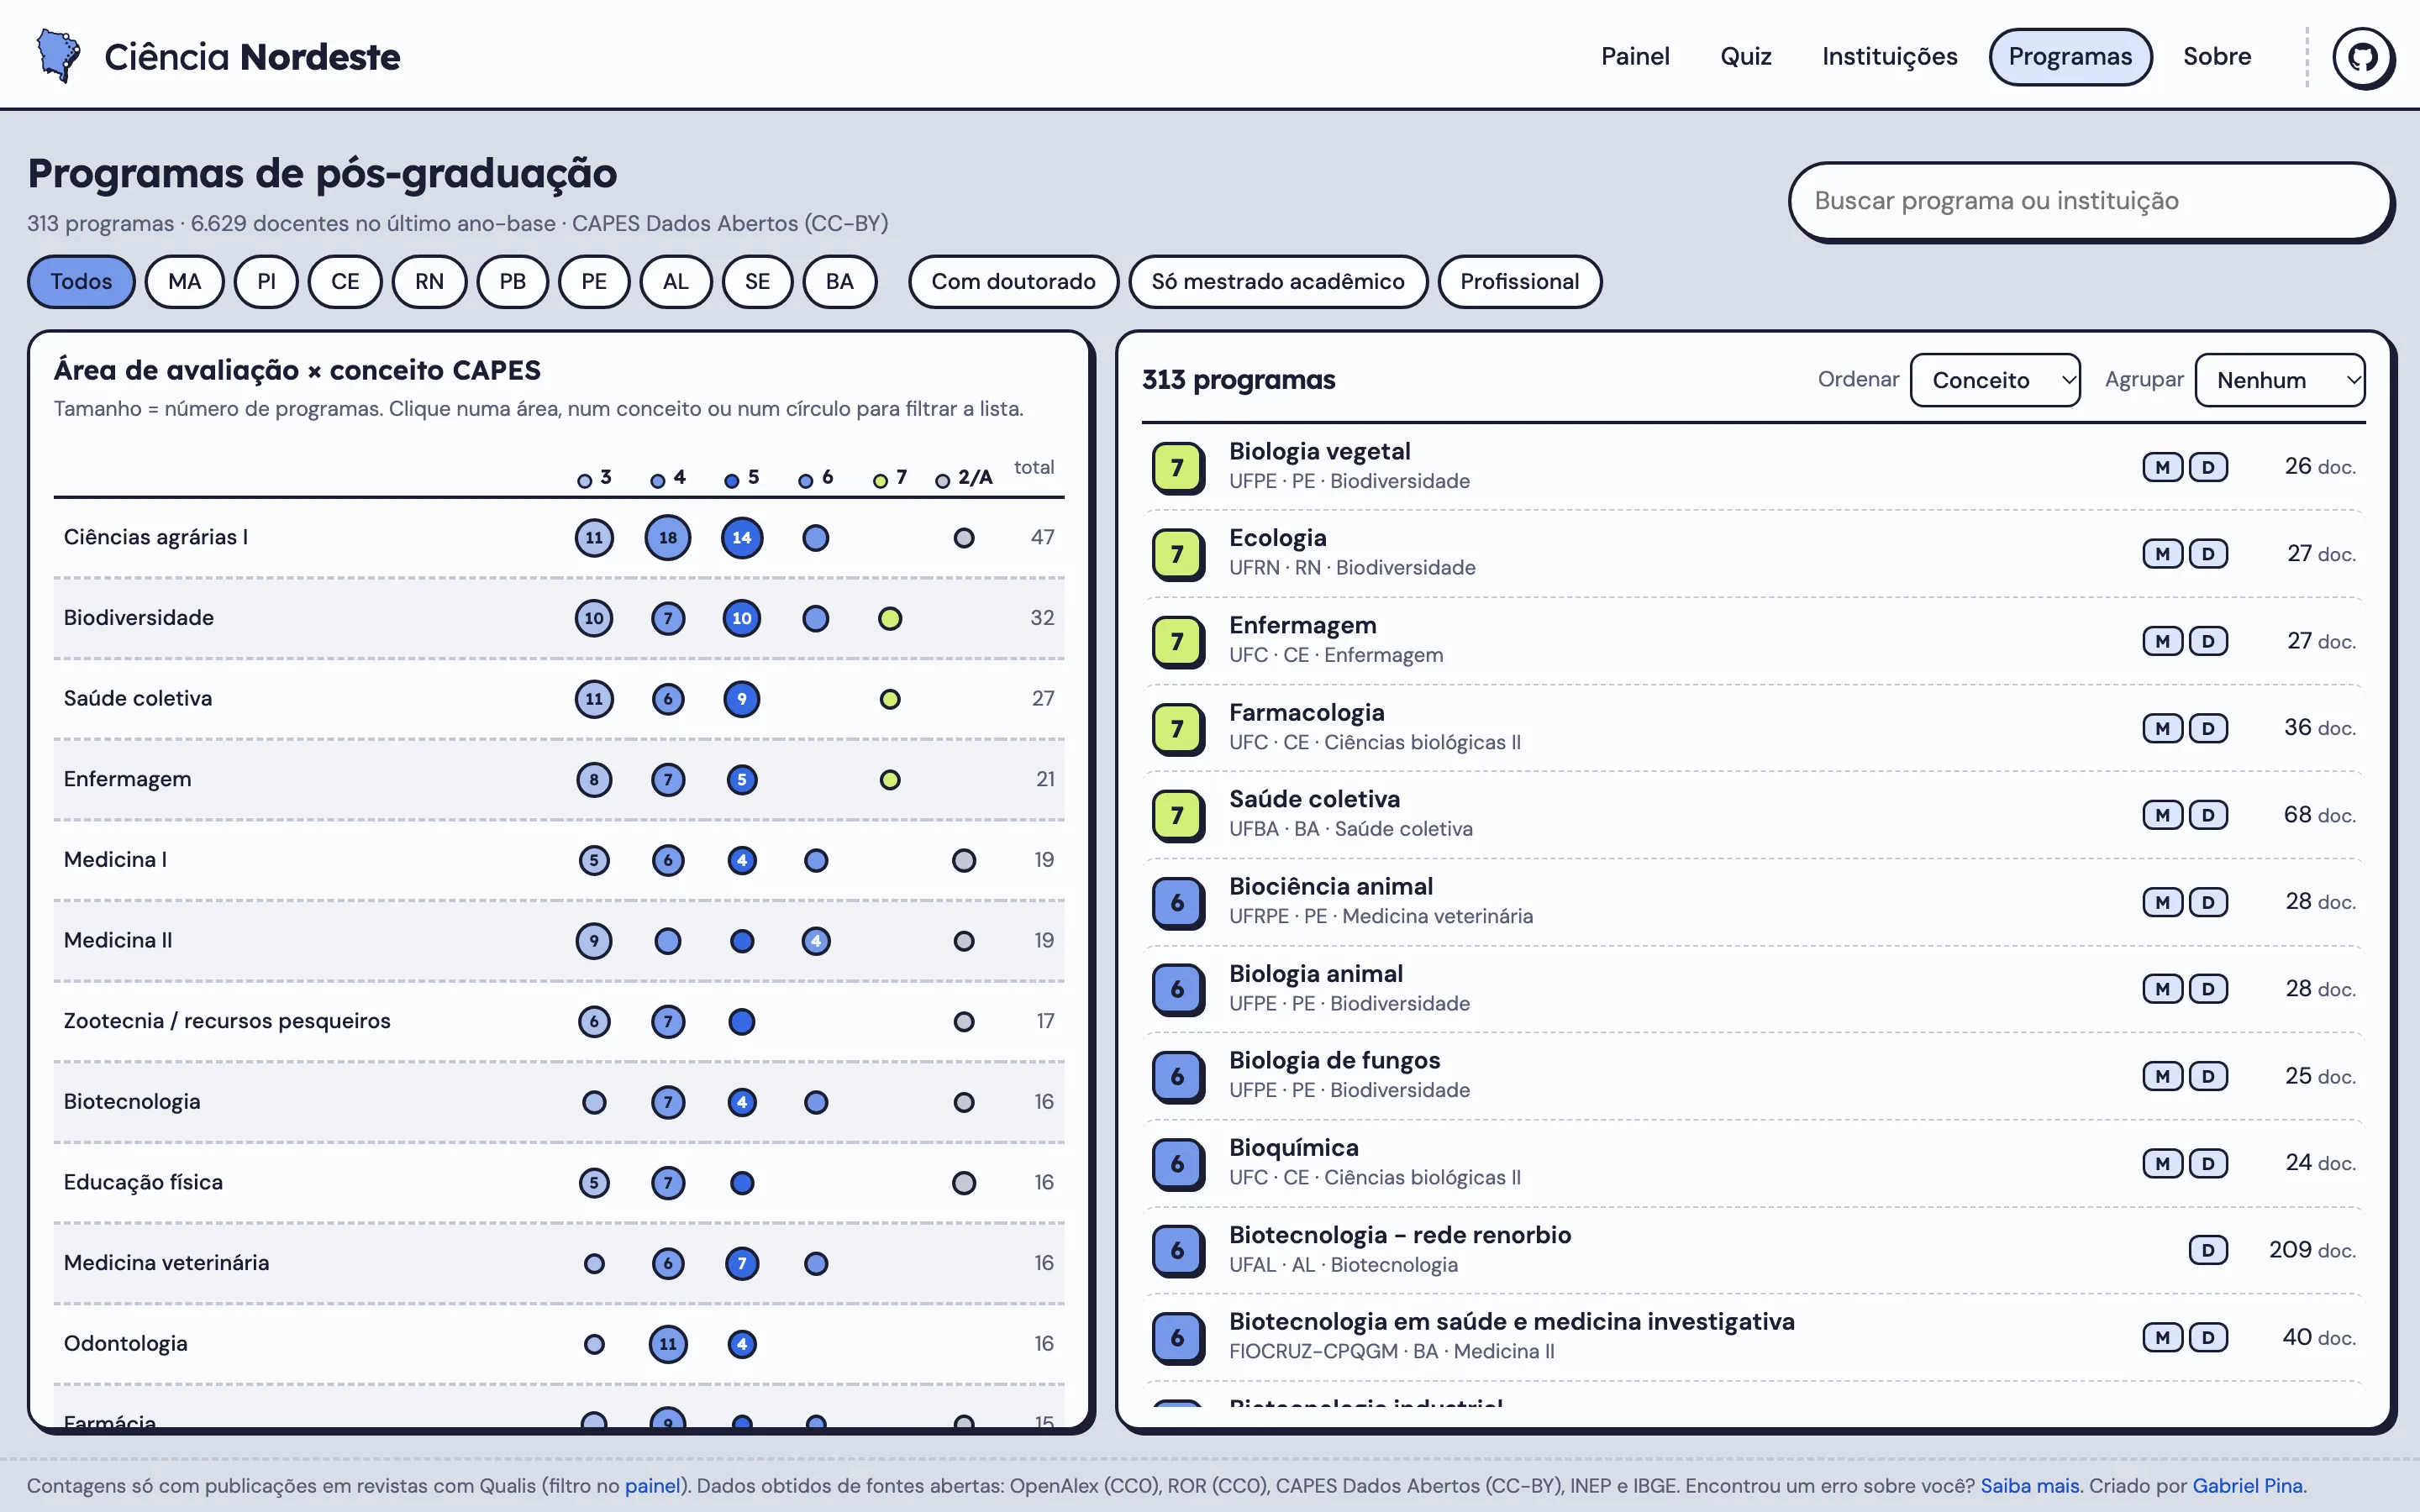 Ciência Nordeste
Painel
Quiz
Instituições
Programas
Sobre
Programas de pós-graduação
313 programas · 6.629 docentes no último ano-base · CAPES Dados Abertos (CC-BY)
Buscar programa ou instituição
Todos MA PI CE RN PB PE AL SE BA Com doutorado Só mestrado acadêmico Profissional
Área de avaliação × conceito CAPES
Tamanho = número de programas. Clique numa área, num conceito ou num círculo para filtrar a lista.
3 4 5 6 7 2/A total
Ciências agrárias I 11 18 14 47
Biodiversidade 10 7 10 32
Saúde coletiva 11 6 9 27
Enfermagem 8 7 5 21
Medicina I 5 6 4 19
Medicina II 9 4 19
Zootecnia / recursos pesqueiros 6 7 17
Biotecnologia 7 4 16
Educação física 5 7 16
Medicina veterinária 6 7 16
Odontologia 11 4 16
Farmácia 9 15
313 programas
Ordenar Conceito Agrupar Nenhum
7 Biologia vegetal M D 26 doc.
UFPE · PE · Biodiversidade
7 Ecologia M D 27 doc.
UFRN · RN · Biodiversidade
7 Enfermagem M D 27 doc.
UFC · CE · Enfermagem
7 Farmacologia M D 36 doc.
UFC · CE · Ciências biológicas II
7 Saúde coletiva M D 68 doc.
UFBA · BA · Saúde coletiva
6 Biociência animal M D 28 doc.
UFRPE · PE · Medicina veterinária
6 Biologia animal M D 28 doc.
UFPE · PE · Biodiversidade
6 Biologia de fungos M D 25 doc.
UFPE · PE · Biodiversidade
6 Bioquímica M D 24 doc.
UFC · CE · Ciências biológicas II
6 Biotecnologia - rede renorbio D 209 doc.
UFAL · AL · Biotecnologia
6 Biotecnologia em saúde e medicina investigativa M D 40 doc.
FIOCRUZ-CPQGM · BA · Medicina II
Biotecnologia industrial
Contagens só com publicações em revistas com Qualis (filtro no painel). Dados obtidos de fontes abertas: OpenAlex (CC0), ROR (CC0), CAPES Dados Abertos (CC-BY), INEP e IBGE. Encontrou um erro sobre você? Saiba mais. Criado por Gabriel Pina.